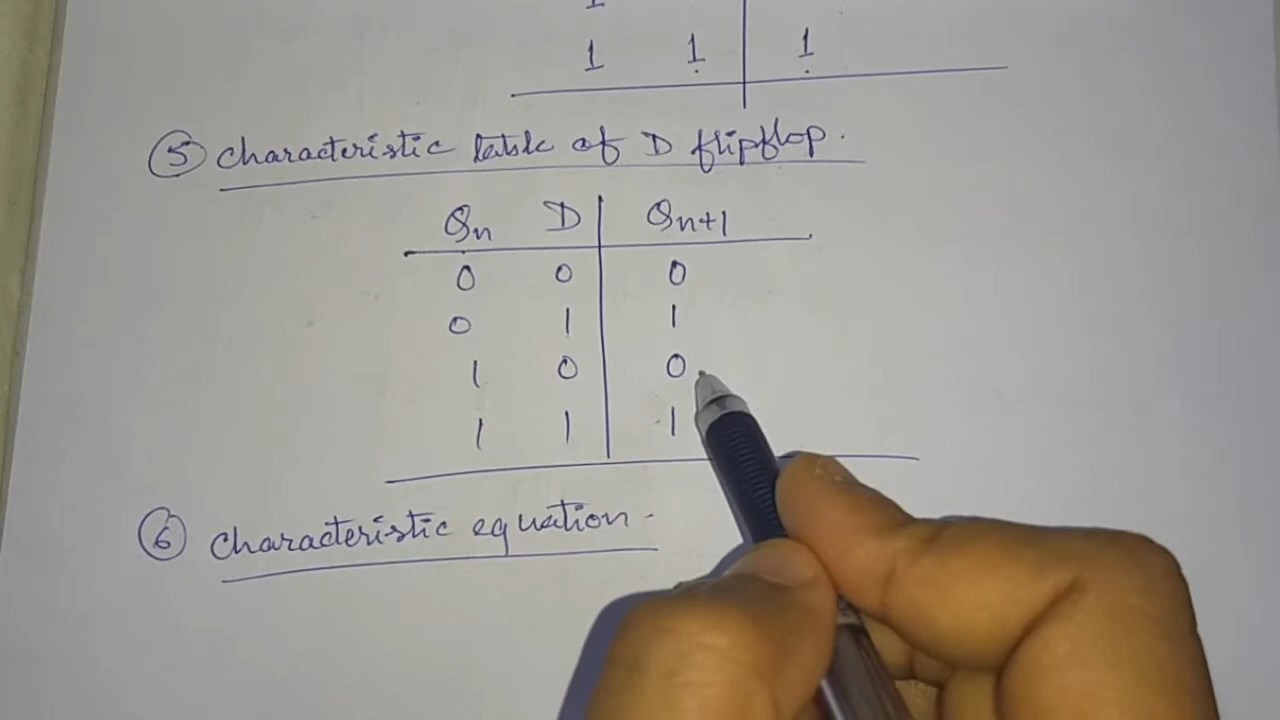 1
1 1 1
⑤ characteristic table of D flipflop.
Qn D Qn+1
0 0 0
0 1 1
1 0 0
1 1 1
⑥ characteristic equation-